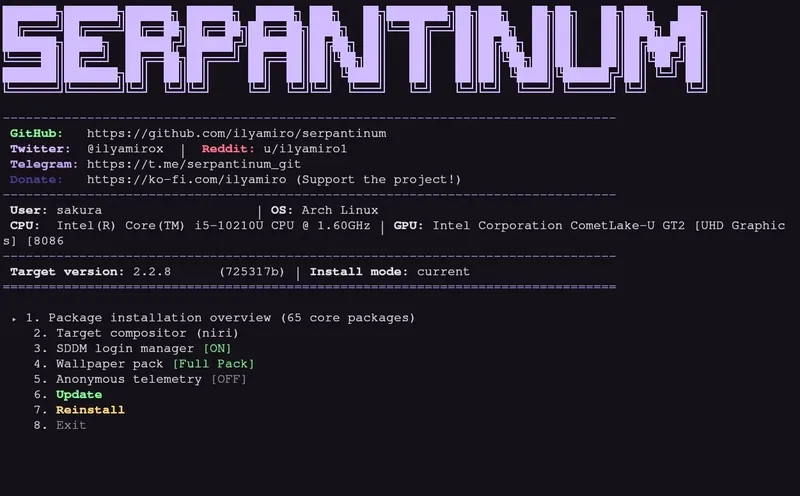 SERPANTINUM
GitHub: https://github.com/ilyamiro/serpantinum
Twitter: @ilyamirox | Reddit: u/ilyamiro1
Telegram: https://t.me/serpantinum_git
Donate: https://ko-fi.com/ilyamiro (Support the project!)
User: sakura | OS: Arch Linux
CPU: Intel(R) Core(TM) i5-10210U CPU @ 1.60GHz | GPU: Intel Corporation CometLake-U GT2 [UHD Graphic
s] [8086
Target version: 2.2.8 (725317b) | Install mode: current
▸ 1. Package installation overview (65 core packages)
2. Target compositor (niri)
3. SDDM login manager [ON]
4. Wallpaper pack [Full Pack]
5. Anonymous telemetry [OFF]
6. Update
7. Reinstall
8. Exit